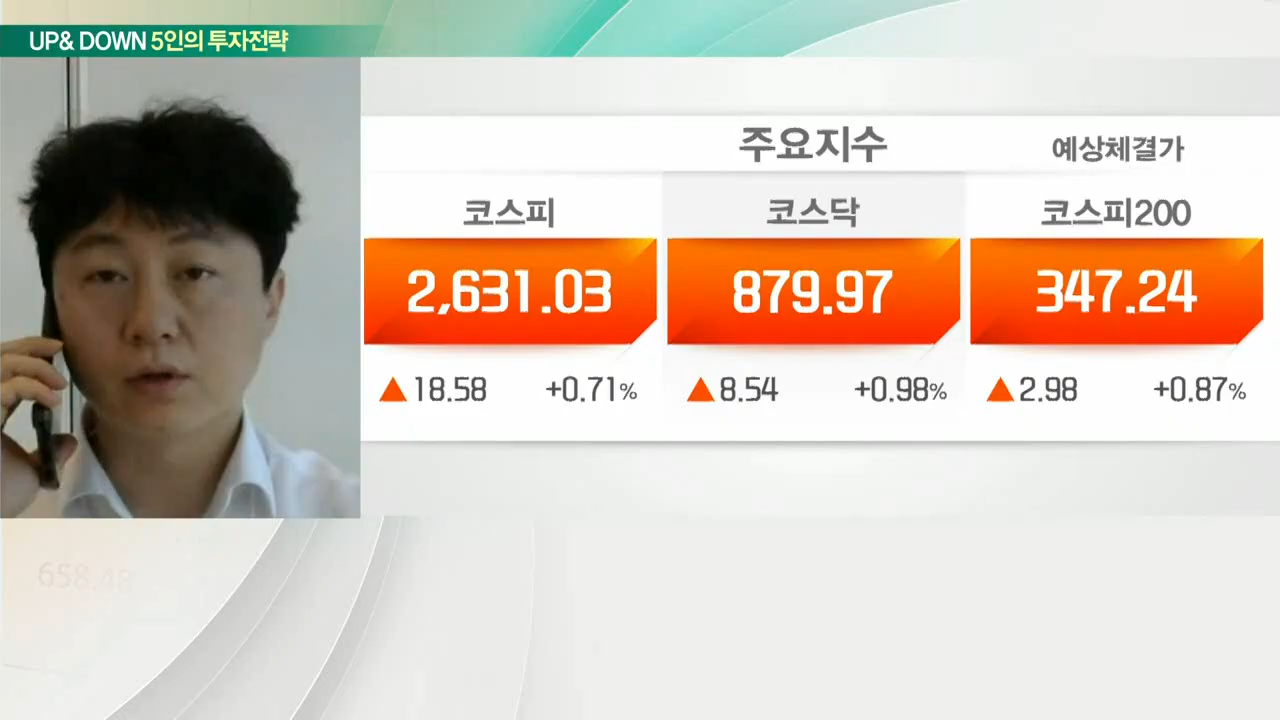 UP& DOWN 5인의 투자전략
주요지수 예상체결가
코스피 코스닥 코스피200
2,631.03 879.97 347.24
▲18.58 +0.71% ▲8.54 +0.98% ▲2.98 +0.87%
658.48